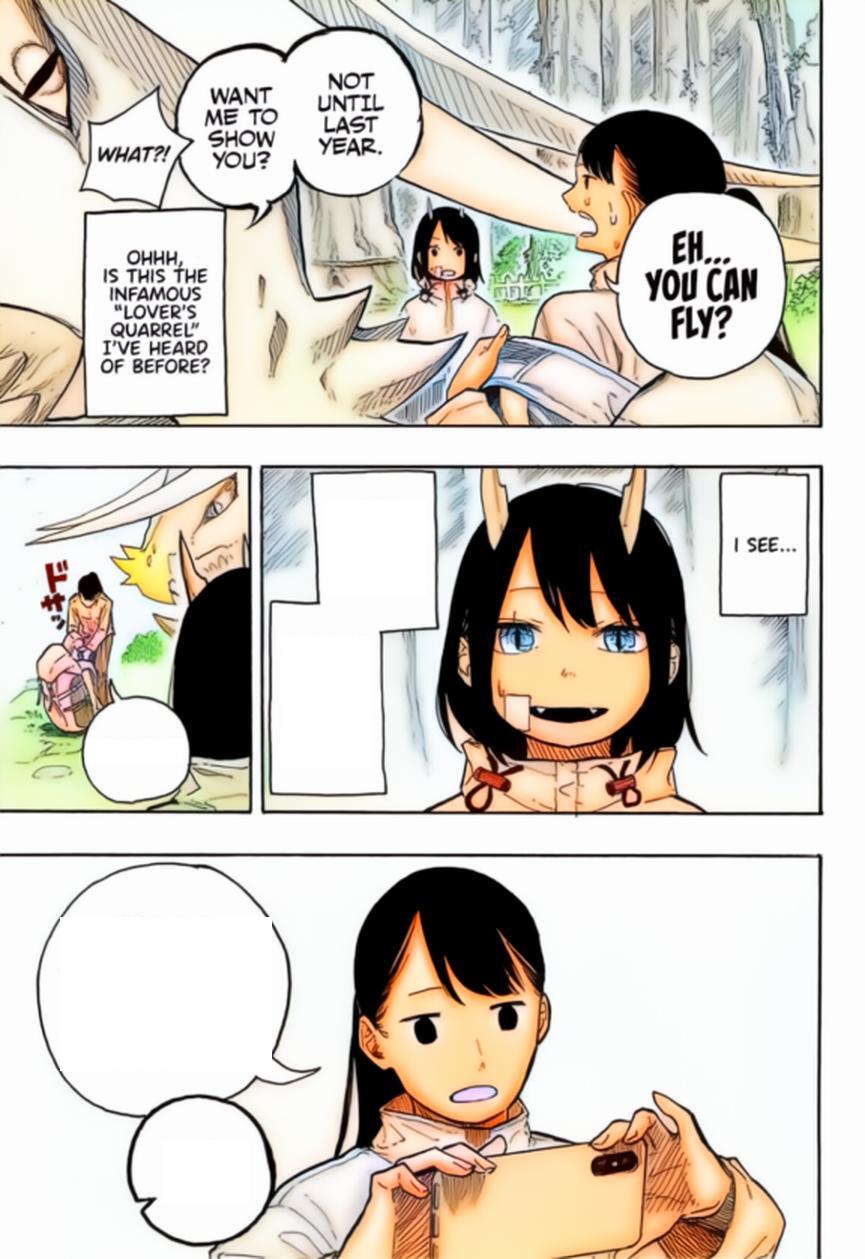 EH...
YOU CAN
FLY?
NOT
UNTIL
LAST
YEAR.
WANT
ME TO
SHOW
YOU?
WHAT?!
OHHH,
IS THIS THE
INFAMOUS
"LOVER'S
QUARREL"
I'VE HEARD
OF BEFORE?
I SEE...
ドサッ